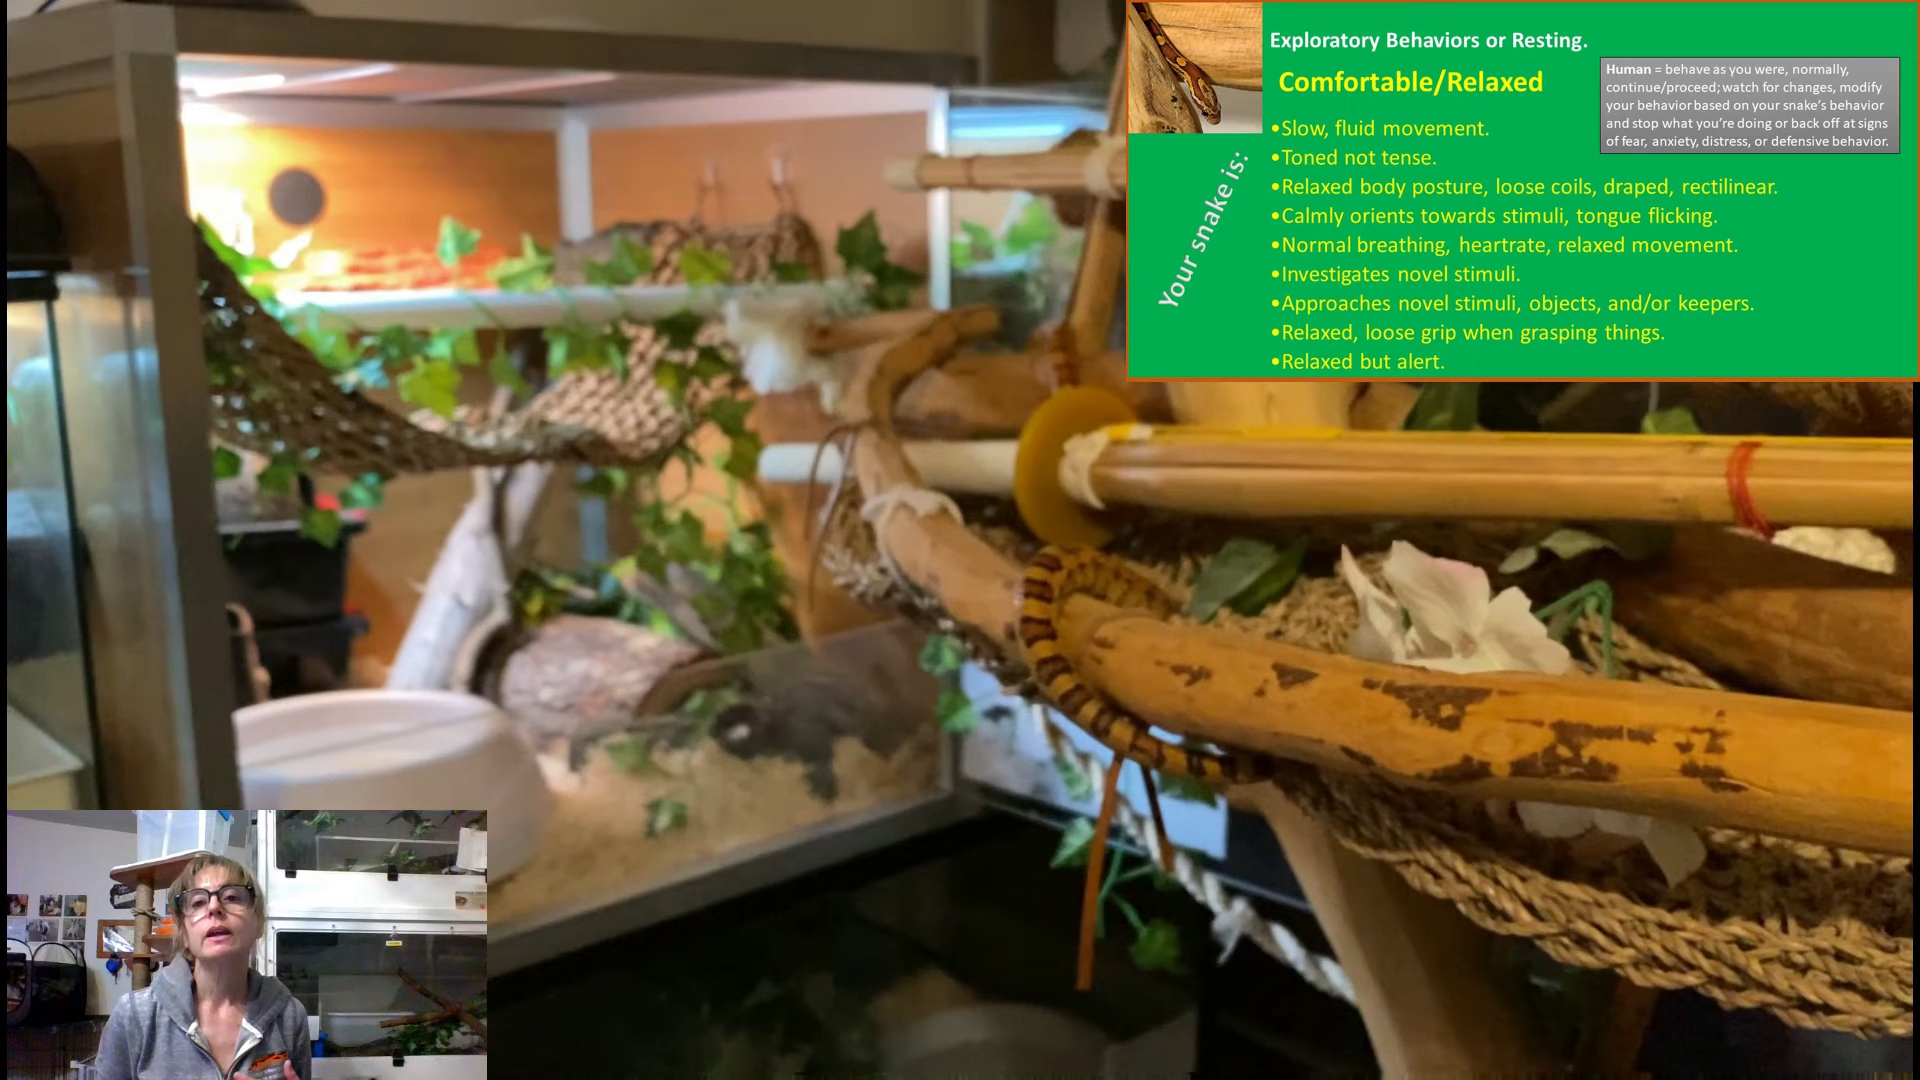 Exploratory Behaviors or Resting.
Comfortable/Relaxed
Human = behave as you were, normally,
continue/proceed; watch for changes, modify
your behavior based on your snake's behavior
and stop what you're doing or back off at signs
of fear, anxiety, distress, or defensive behavior.
Your snake is:
•Slow, fluid movement.
•Toned not tense.
•Relaxed body posture, loose coils, draped, rectilinear.
•Calmly orients towards stimuli, tongue flicking.
•Normal breathing, heartrate, relaxed movement.
•Investigates novel stimuli.
•Approaches novel stimuli, objects, and/or keepers.
•Relaxed, loose grip when grasping things.
•Relaxed but alert.